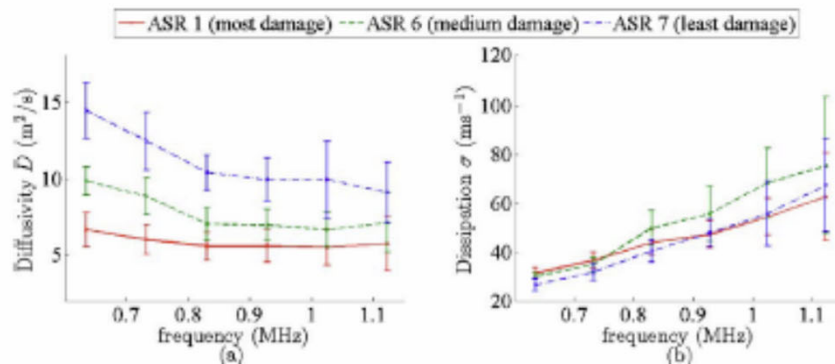 ASR 1 (most damage) ASR 6 (medium damage) ASR 7 (least damage)
Diffusivity D (m²/s)
15
10
5
0.7 0.8 0.9 1 1.1
frequency (MHz)
(a)
Dissipation σ (ms⁻¹)
120
100
80
60
40
20
0.7 0.8 0.9 1 1.1
frequency (MHz)
(b)